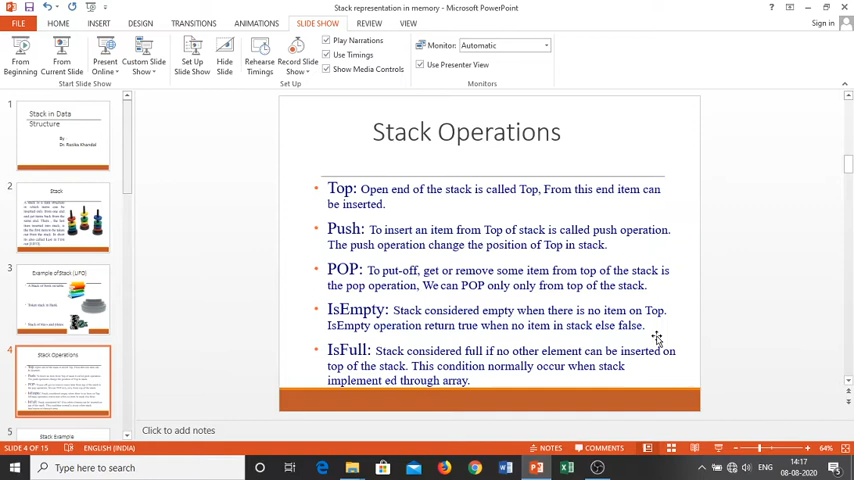 Stack representation in memory - Microsoft PowerPoint
FILE HOME INSERT DESIGN TRANSITIONS ANIMATIONS SLIDE SHOW REVIEW VIEW Sign in
From Beginning
From Current Slide
Present Online
Custom Slide Show
Set Up Slide Show
Hide Slide
Rehearse Timings
Record Slide Show
Play Narrations
Use Timings
Show Media Controls
Monitor: Automatic
Use Presenter View
Start Slide Show Set Up Monitors
1
Stack in Data
Structure
By
2
Stack
3
Example of Stack (LIFO)
4
Stack Operations
5
Stack Example
Stack Operations
• Top: Open end of the stack is called Top, From this end item can
be inserted.
• Push: To insert an item from Top of stack is called push operation.
The push operation change the position of Top in stack.
• POP: To put-off, get or remove some item from top of the stack is
the pop operation, We can POP only only from top of the stack.
• IsEmpty: Stack considered empty when there is no item on Top.
IsEmpty operation return true when no item in stack else false.
• IsFull: Stack considered full if no other element can be inserted on
top of the stack. This condition normally occur when stack
implement ed through array.
Click to add notes
SLIDE 4 OF 15 ENGLISH (INDIA) NOTES COMMENTS 64%
Type here to search
ENG
14:17
08-08-2020
5